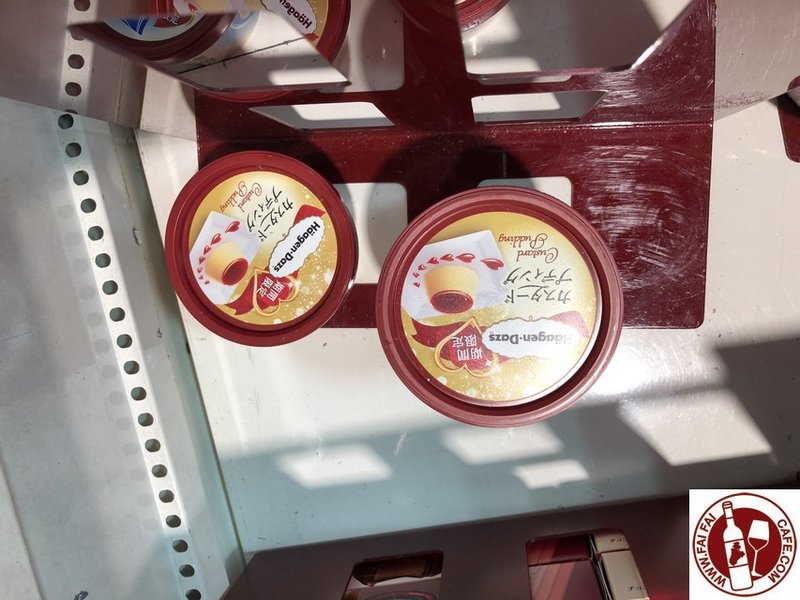 Häagen
Häagen-Dazs
カスタード
プディング
Custard
Pudding
期間
限定
Häagen-Dazs
カスタード
プディング
Custard
Pudding
期間
限定
WWW.FAI FAI CAFE.COM